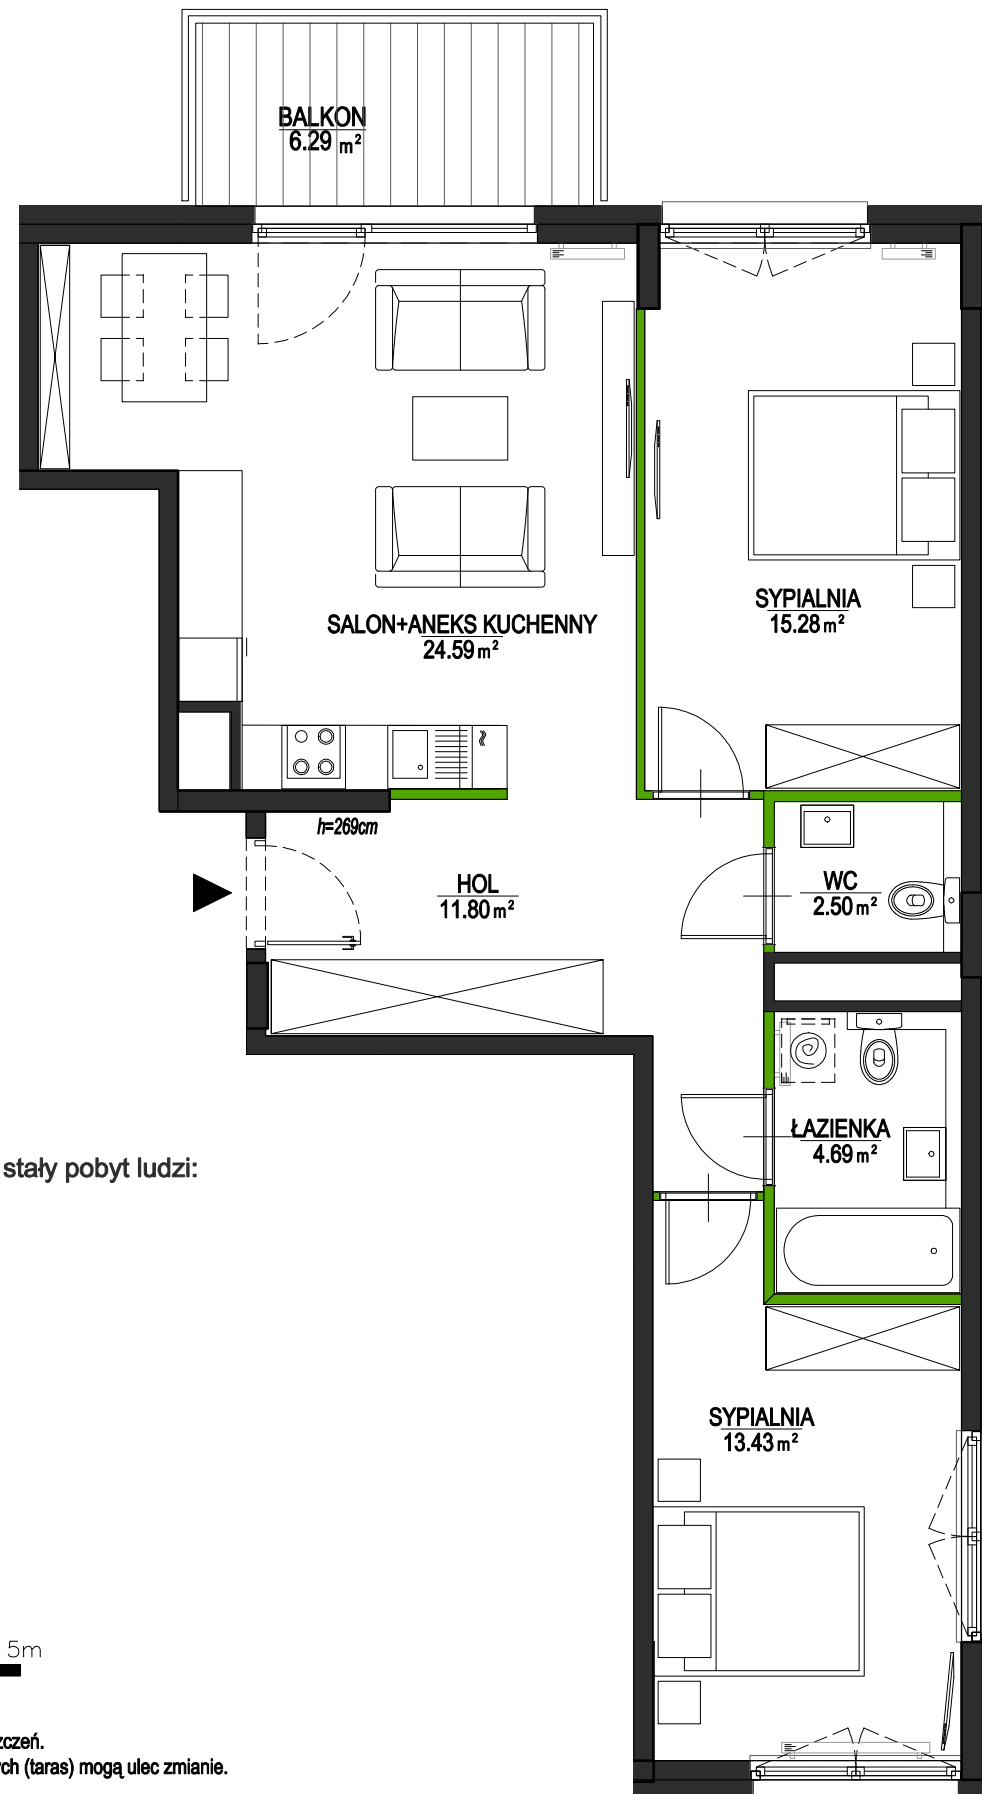 BALKON
6.29 m²
SALON+ANEKS KUCHENNY
24.59 m²
SYPIALNIA
15.28 m²
h=269cm
HOL
11.80 m²
WC
2.50 m²
ŁAZIENKA
4.69 m²
stały pobyt ludzi:
SYPIALNIA
13.43 m²
5m
zczeń.
ch (taras) mogą ulec zmianie.